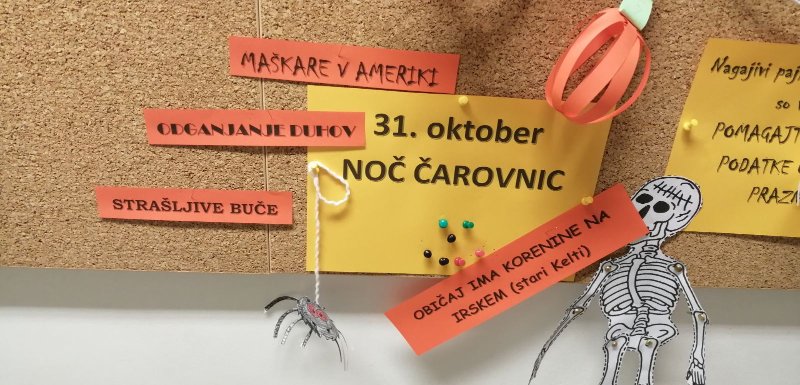 MAŠKARE V AMERIKI
ODGANJANJE DUHOV
STRAŠLJIVE BUČE
31. oktober
NOČ ČAROVNIC
OBIČAJ IMA KORENINE NA
IRSKEM (stari Kelti)
Nagajivi
so
POMAGAJT
PODATKE
PRAZN